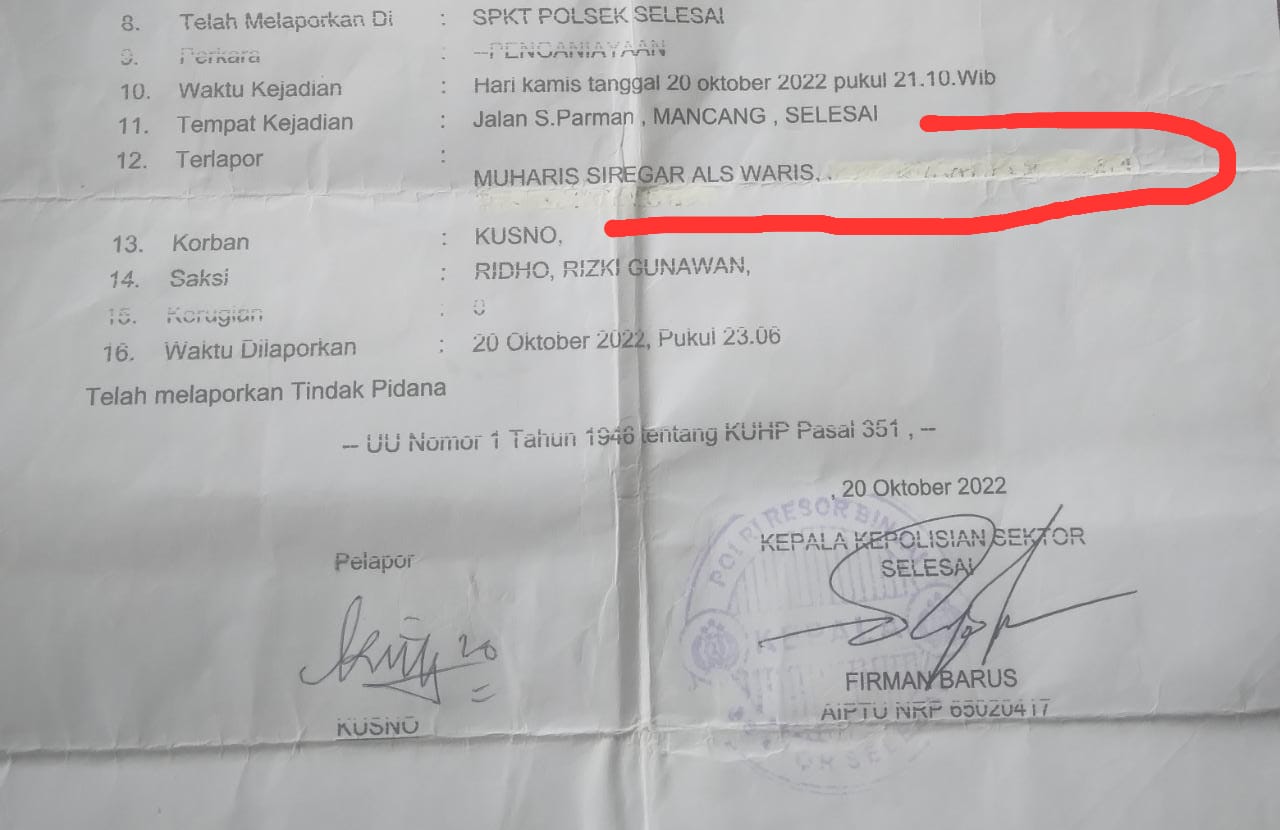 8. Telah Melaporkan Di : SPKT POLSEK SELESAI
9. Perkara : --PENGANIAYAAN
10. Waktu Kejadian : Hari kamis tanggal 20 oktober 2022 pukul 21.10.Wib
11. Tempat Kejadian : Jalan S.Parman , MANCANG , SELESAI
12. Terlapor :
MUHARIS SIREGAR ALS WARIS,
13. Korban : KUSNO,
14. Saksi : RIDHO, RIZKI GUNAWAN,
15. Kerugian : 0
16. Waktu Dilaporkan : 20 Oktober 2022, Pukul 23.06
Telah melaporkan Tindak Pidana
-- UU Nomor 1 Tahun 1946 tentang KUHP Pasal 351 , --
, 20 Oktober 2022
KEPALA KEPOLISIAN SEKTOR
SELESAI
Pelapor
POLRI RESOR
KEPALA
FIRMAN BARUS
AIPTU NRP 65020417
KUSNO